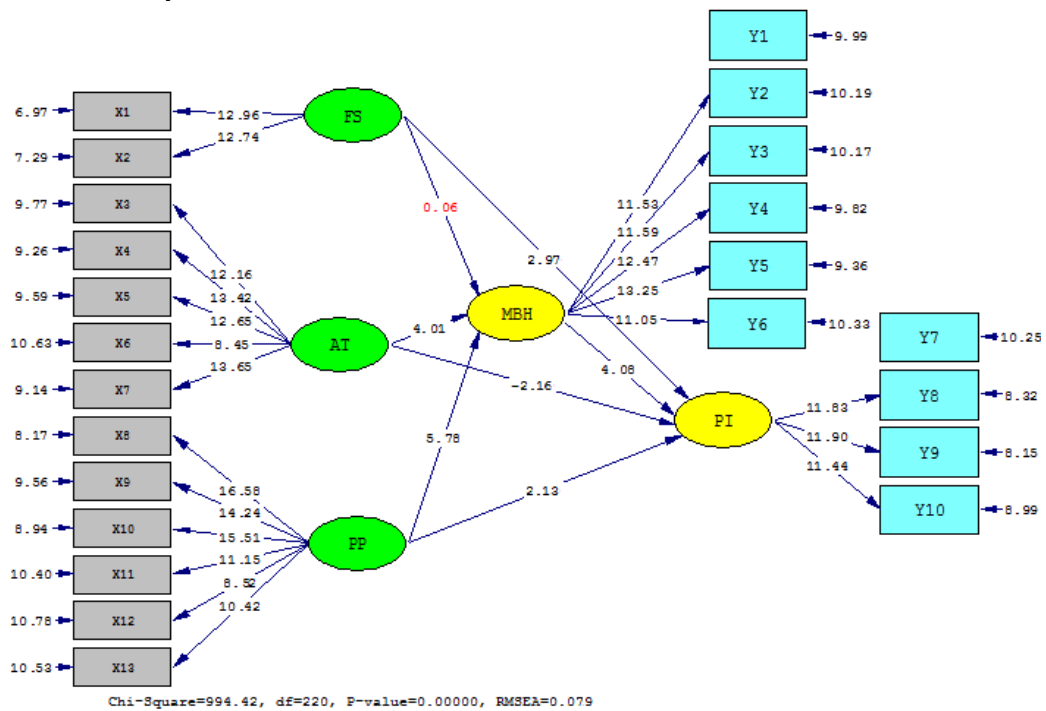 Y1
9.99
Y2
10.19
Y3
10.17
Y4
9.82
Y5
9.36
Y6
10.33
Y7
10.25
Y8
8.32
Y9
8.15
Y10
8.99
6.97
X1
7.29
X2
9.77
X3
9.26
X4
9.59
X5
10.63
X6
9.14
X7
8.17
X8
9.56
X9
8.94
X10
10.40
X11
10.78
X12
10.53
X13
12.96
12.74
FS
12.16
13.42
12.65
8.45
13.65
AT
16.58
14.24
15.51
11.15
8.52
10.42
PP
0.06
2.97
4.01
-2.16
5.78
2.13
MBH
4.08
11.53
11.59
12.47
13.25
11.05
PI
11.83
11.90
11.44
Chi-Square=994.42, df=220, P-value=0.00000, RMSEA=0.079